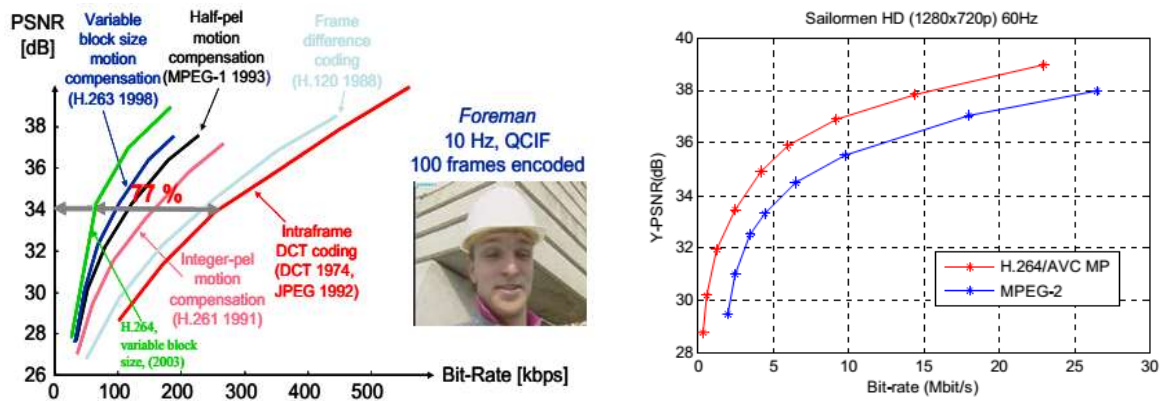 PSNR
[dB]
Variable
block size
motion
compensation
(H.263 1998)
Half-pel
motion
compensation
(MPEG-1 1993)
Frame
difference
coding
(H.120 1988)
38
36
34
32
30
28
26
77 %
Foreman
10 Hz, QCIF
100 frames encoded
Intraframe
DCT coding
(DCT 1974,
JPEG 1992)
Integer-pel
motion
compensation
(H.261 1991)
H.264,
variable block
size, (2003)
0
100
200
300
400
500
Bit-Rate [kbps]
Sailormen HD (1280x720p) 60Hz
Y-PSNR(dB)
40
38
36
34
32
30
28
H.264/AVC MP
MPEG-2
0
5
10
15
20
25
30
Bit-rate (Mbit/s)